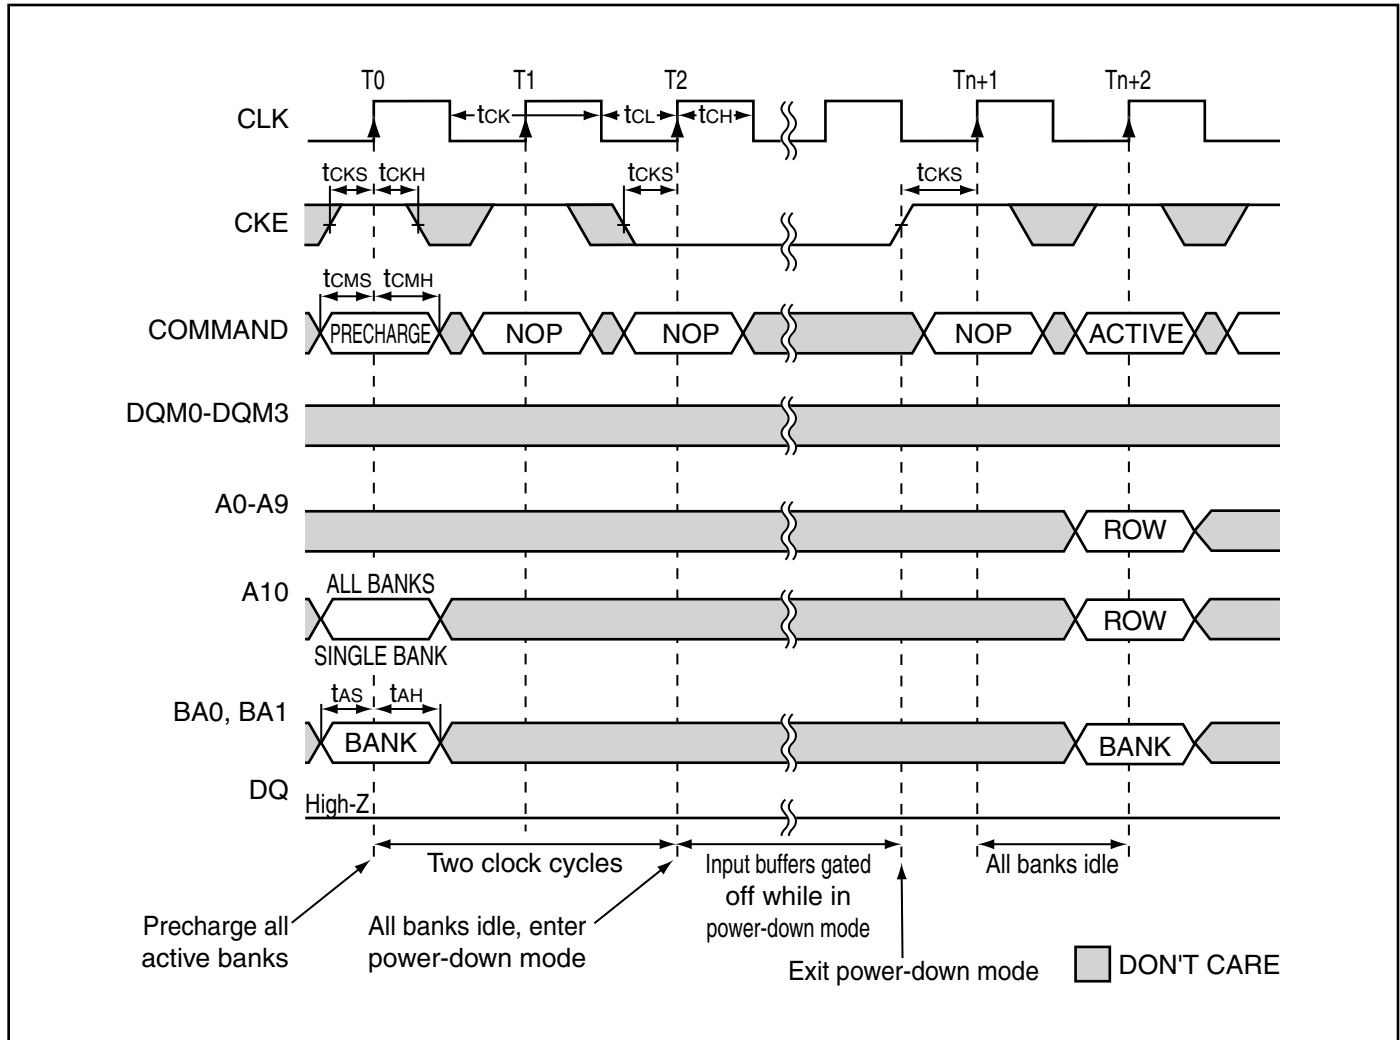 T0 T1 T2 Tn+1 Tn+2
CLK tCK tCL tCH
tCKS tCKH tCKS tCKS
CKE
tCMS tCMH
COMMAND PRECHARGE NOP NOP NOP ACTIVE
DQM0-DQM3
A0-A9 ROW
A10 ALL BANKS ROW
SINGLE BANK
tAS tAH
BA0, BA1 BANK BANK
DQ High-Z
Two clock cycles
Input buffers gated
off while in
power-down mode
All banks idle
Precharge all
active banks
All banks idle, enter
power-down mode
Exit power-down mode
DON'T CARE